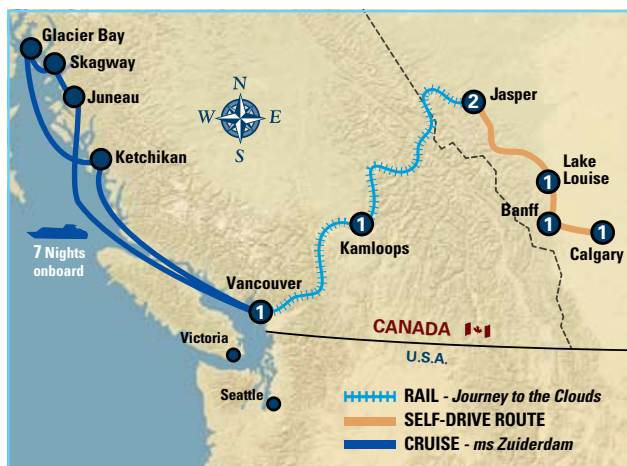 Glacier Bay
Skagway
Juneau
Ketchikan
N
W E
S
7 Nights
onboard
Vancouver
1
Victoria
Seattle
1
Kamloops
2
Jasper
1
Lake
Louise
Banff
1
1
Calgary
CANADA
U.S.A.
RAIL - Journey to the Clouds
SELF-DRIVE ROUTE
CRUISE - ms Zuiderdam